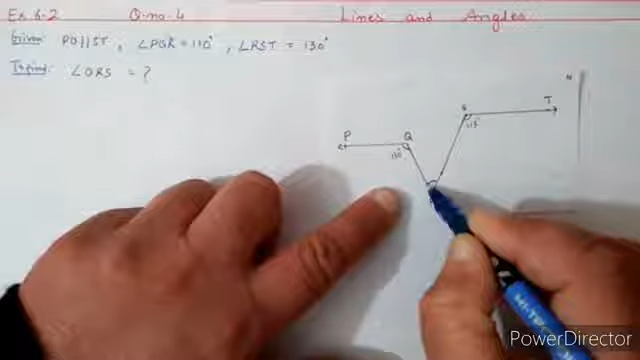 Ex 6.2 Q.no.4 Lines and Angles
Given: PQ||ST, ∠PQR=110°, ∠RST = 130°
To find: ∠QRS = ?
P Q S T
130°
PowerDirector